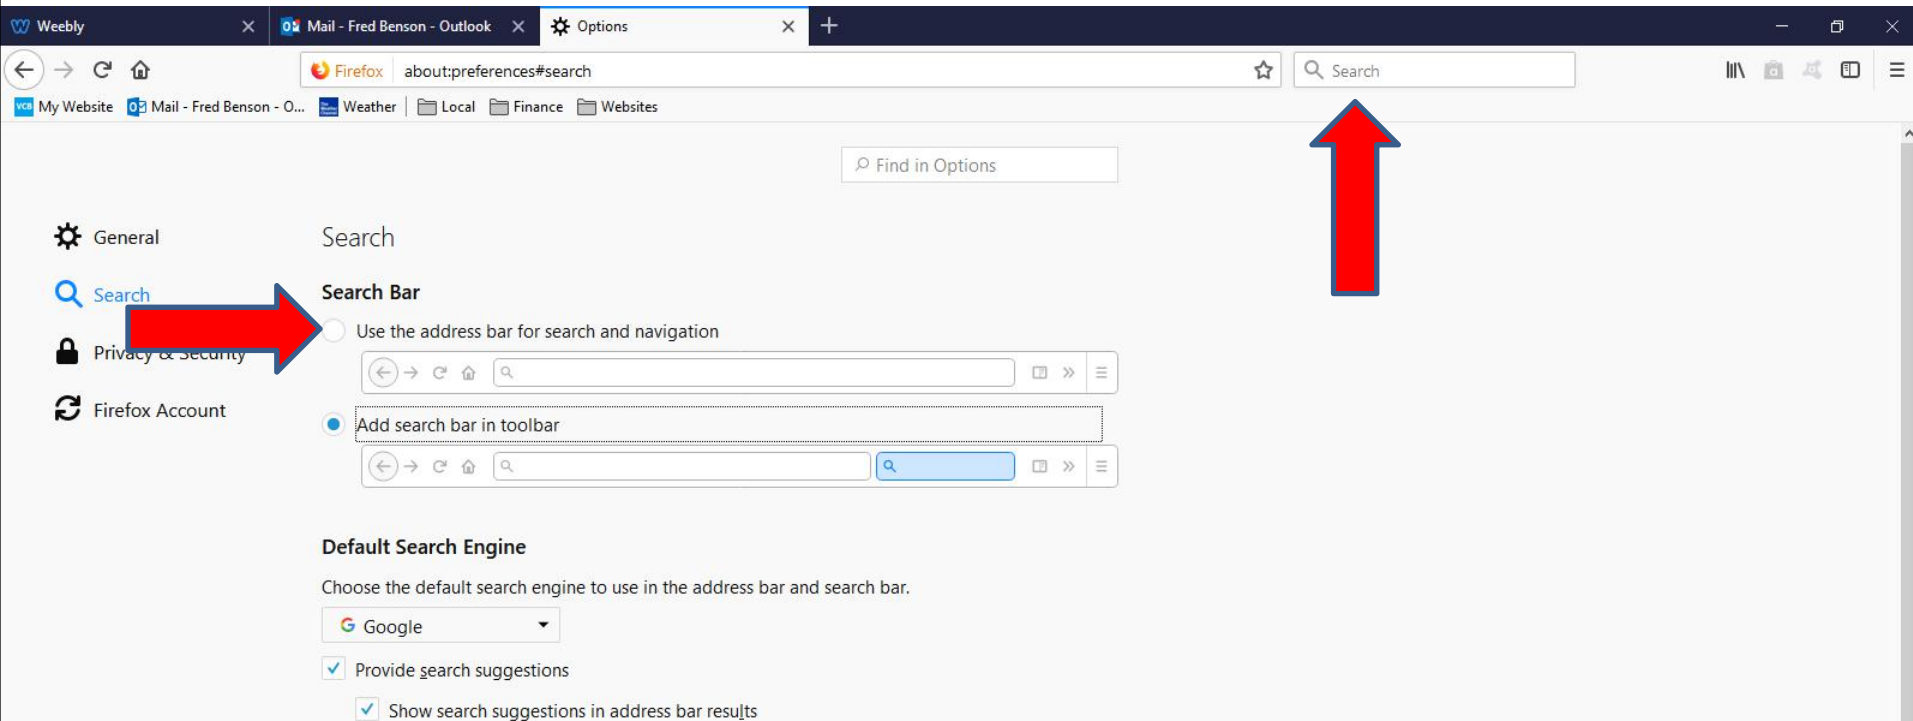 Weebly
Mail - Fred Benson - Outlook
Options
Firefox about:preferences#search
Search
VCB My Website Mail - Fred Benson - O... Weather Local Finance Websites
Find in Options
General
Search
Privacy & Security
Firefox Account
Search
Search Bar
Use the address bar for search and navigation
Add search bar in toolbar
Default Search Engine
Choose the default search engine to use in the address bar and search bar.
G Google
Provide search suggestions
Show search suggestions in address bar results